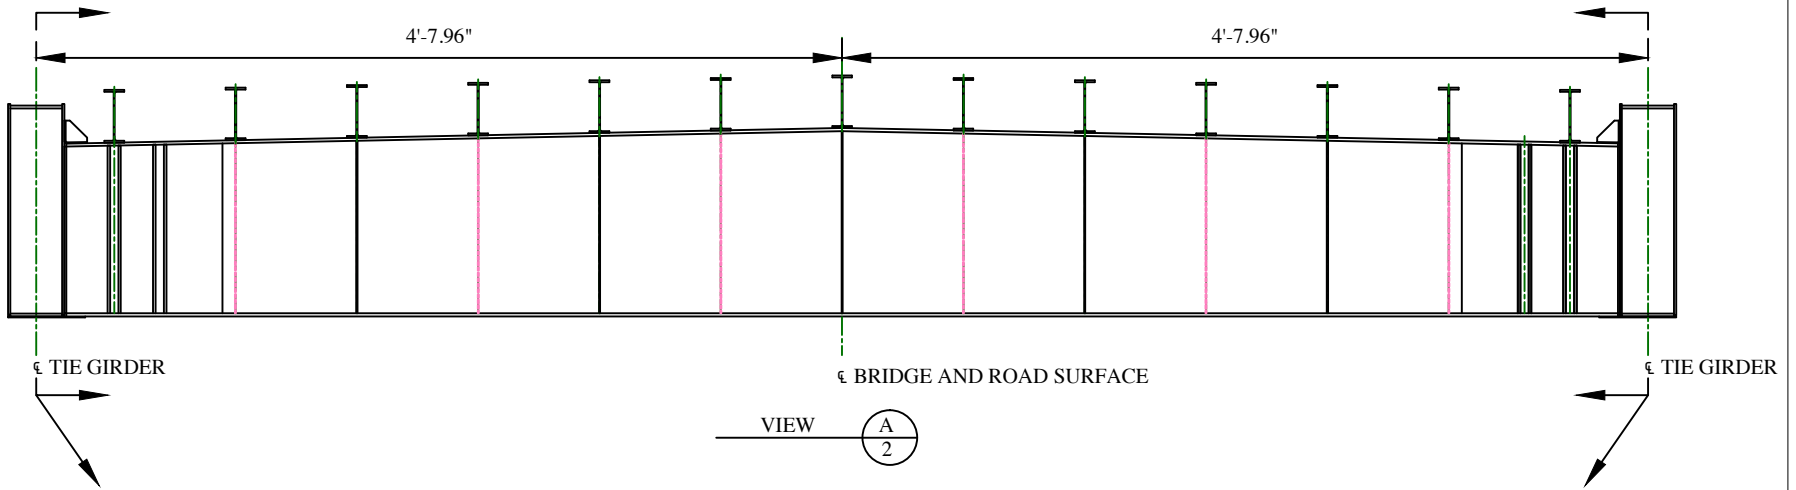 4'-7.96"
4'-7.96"
℄ TIE GIRDER
℄ BRIDGE AND ROAD SURFACE
℄ TIE GIRDER
VIEW
A
2